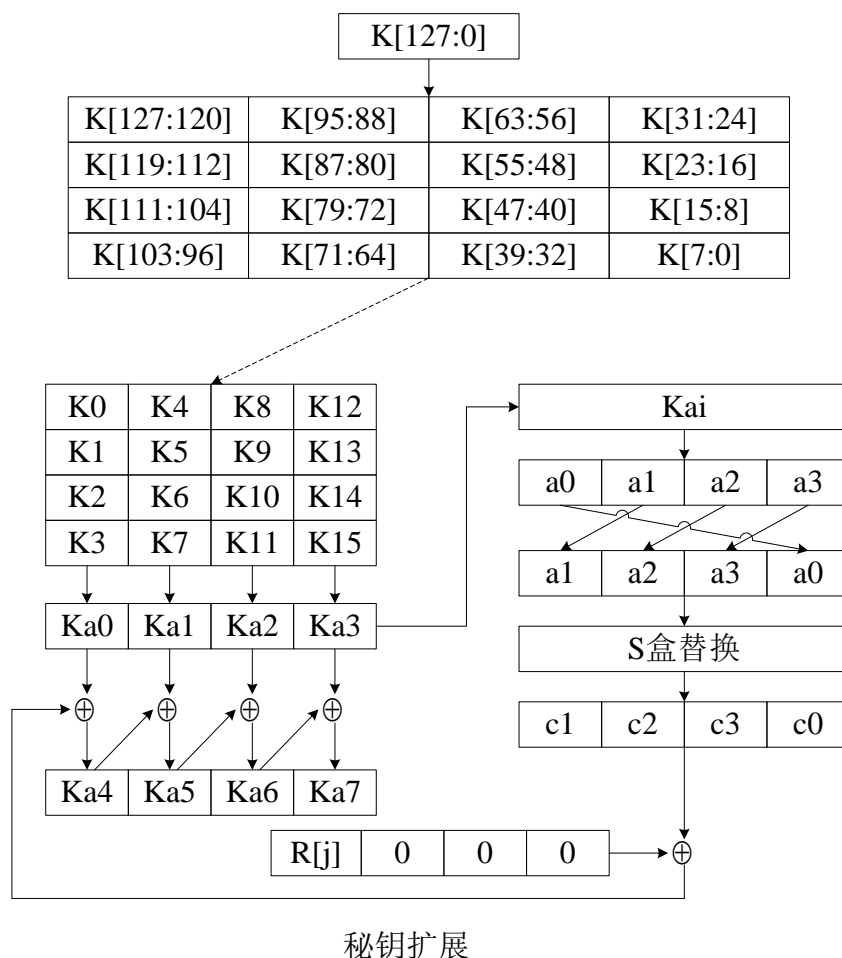 K[127:0]
K[127:120] K[95:88] K[63:56] K[31:24]
K[119:112] K[87:80] K[55:48] K[23:16]
K[111:104] K[79:72] K[47:40] K[15:8]
K[103:96] K[71:64] K[39:32] K[7:0]
K0 K4 K8 K12
K1 K5 K9 K13
K2 K6 K10 K14
K3 K7 K11 K15
Ka0 Ka1 Ka2 Ka3
Ka4 Ka5 Ka6 Ka7
Kai
a0 a1 a2 a3
a1 a2 a3 a0
S盒替换
c1 c2 c3 c0
R[j] 0 0 0
秘钥扩展